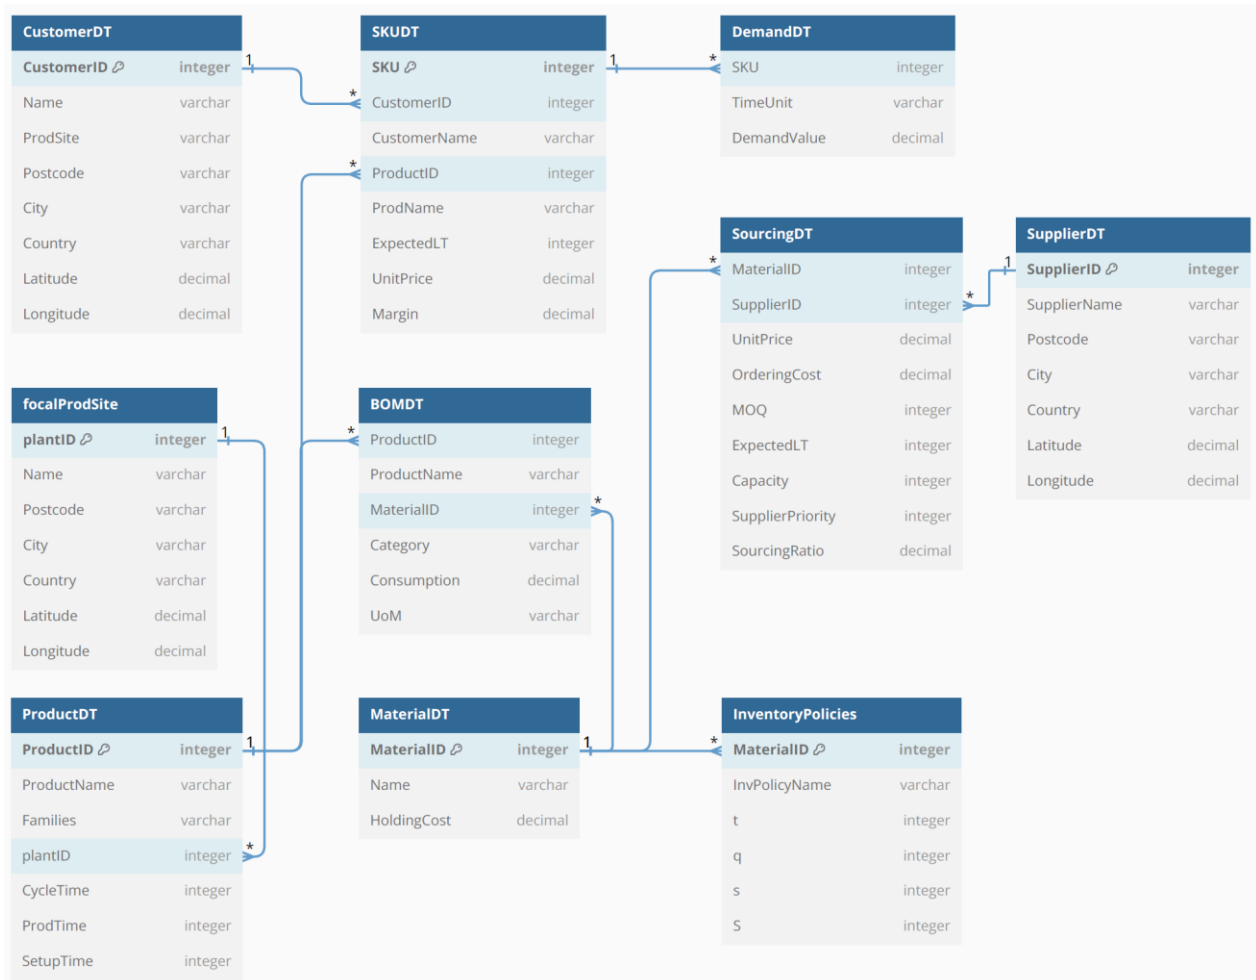 CustomerDT
CustomerID integer
Name varchar
ProdSite varchar
Postcode varchar
City varchar
Country varchar
Latitude decimal
Longitude decimal
1
*
SKUDT
SKU integer
CustomerID integer
CustomerName varchar
ProductID integer
ProdName varchar
ExpectedLT integer
UnitPrice decimal
Margin decimal
*
1
*
DemandDT
SKU integer
TimeUnit varchar
DemandValue decimal
*
SourcingDT
MaterialID integer
SupplierID integer
UnitPrice decimal
OrderingCost decimal
MOQ integer
ExpectedLT integer
Capacity integer
SupplierPriority integer
SourcingRatio decimal
*
1
SupplierDT
SupplierID integer
SupplierName varchar
Postcode varchar
City varchar
Country varchar
Latitude decimal
Longitude decimal
focalProdSite
plantID integer
Name varchar
Postcode varchar
City varchar
Country varchar
Latitude decimal
Longitude decimal
1
*
BOMDT
ProductID integer
ProductName varchar
MaterialID integer
Category varchar
Consumption decimal
UoM varchar
*
ProductDT
ProductID integer
ProductName varchar
Families varchar
plantID integer
CycleTime integer
ProdTime integer
SetupTime integer
1
*
MaterialDT
MaterialID integer
Name varchar
HoldingCost decimal
1
*
InventoryPolicies
MaterialID integer
InvPolicyName varchar
t integer
q integer
s integer
S integer